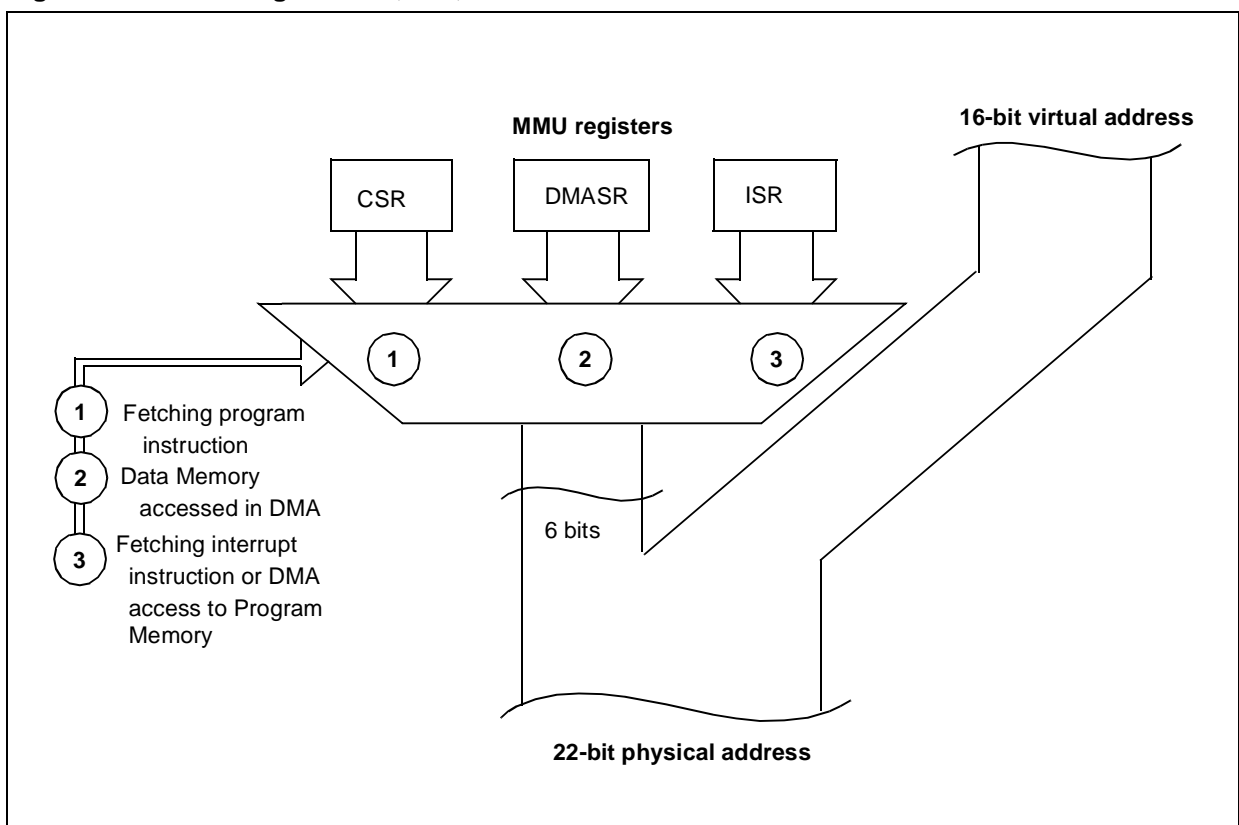 MMU registers
16-bit virtual address
CSR
DMASR
ISR
1
2
3
1
Fetching program
instruction
2
Data Memory
accessed in DMA
3
Fetching interrupt
instruction or DMA
access to Program
Memory
6 bits
22-bit physical address